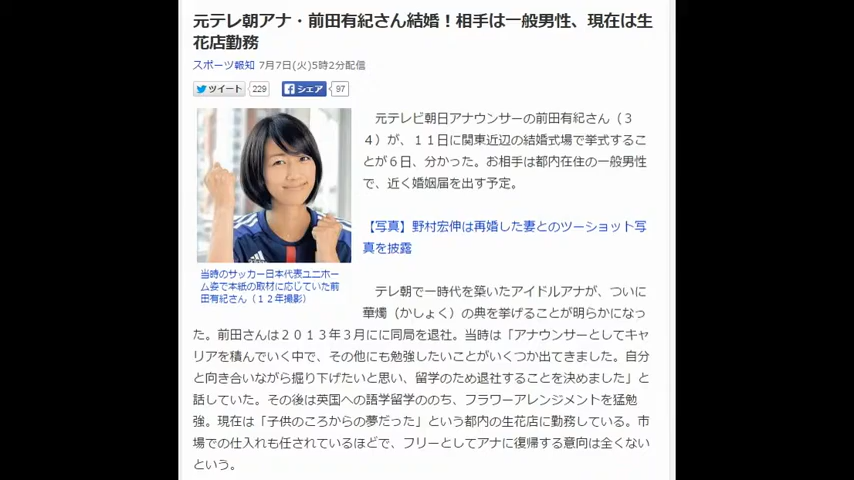 元テレ朝アナ・前田有紀さん結婚！相手は一般男性、現在は生
花店勤務
スポーツ報知 7月7日(火)5時2分配信
ツイート 229 シェア 97
元テレビ朝日アナウンサーの前田有紀さん（３
４）が、１１日に関東近辺の結婚式場で挙式するこ
とが６日、分かった。お相手は都内在住の一般男性
で、近く婚姻届を出す予定。
【写真】野村宏伸は再婚した妻とのツーショット写
真を披露
adidas
当時のサッカー日本代表ユニホー
ム姿で本紙の取材に応じていた前
田有紀さん（１２年撮影）
テレ朝で一時代を築いたアイドルアナが、ついに
華燭（かしょく）の典を挙げることが明らかになっ
た。前田さんは２０１３年３月にに同局を退社。当時は「アナウンサーとしてキャ
リアを積んでいく中で、その他にも勉強したいことがいくつか出てきました。自分
と向き合いながら掘り下げたいと思い、留学のため退社することを決めました」と
話していた。その後は英国への語学留学ののち、フラワーアレンジメントを猛勉
強。現在は「子供のころからの夢だった」という都内の生花店に勤務している。市
場での仕入れも任されているほどで、フリーとしてアナに復帰する意向は全くない
という。